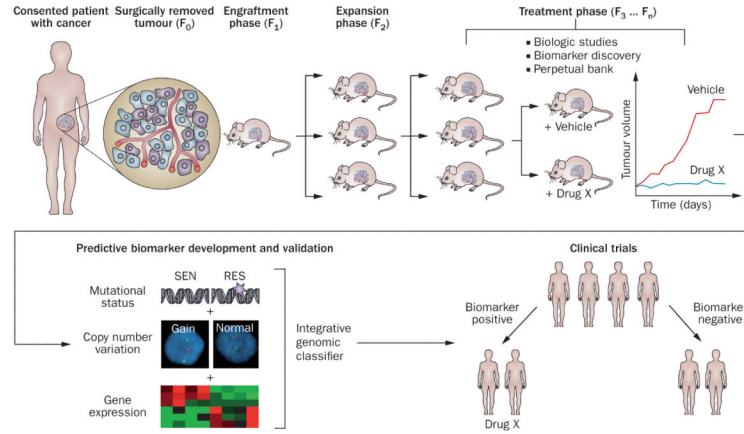 Consented patient
with cancer
Surgically removed
tumour (F0)
Engraftment
phase (F1)
Expansion
phase (F2)
Treatment phase (F3 ... Fn)
▪ Biologic studies
▪ Biomarker discovery
▪ Perpetual bank
+ Vehicle
+ Drug X
Tumour volume
Vehicle
Drug X
Time (days)
Predictive biomarker development and validation
SEN
RES
Mutational
status
+
Copy number
variation
Gain
Normal
+
Gene
expression
Integrative
genomic
classifier
Clinical trials
Biomarker
positive
Biomarke
negative
Drug X